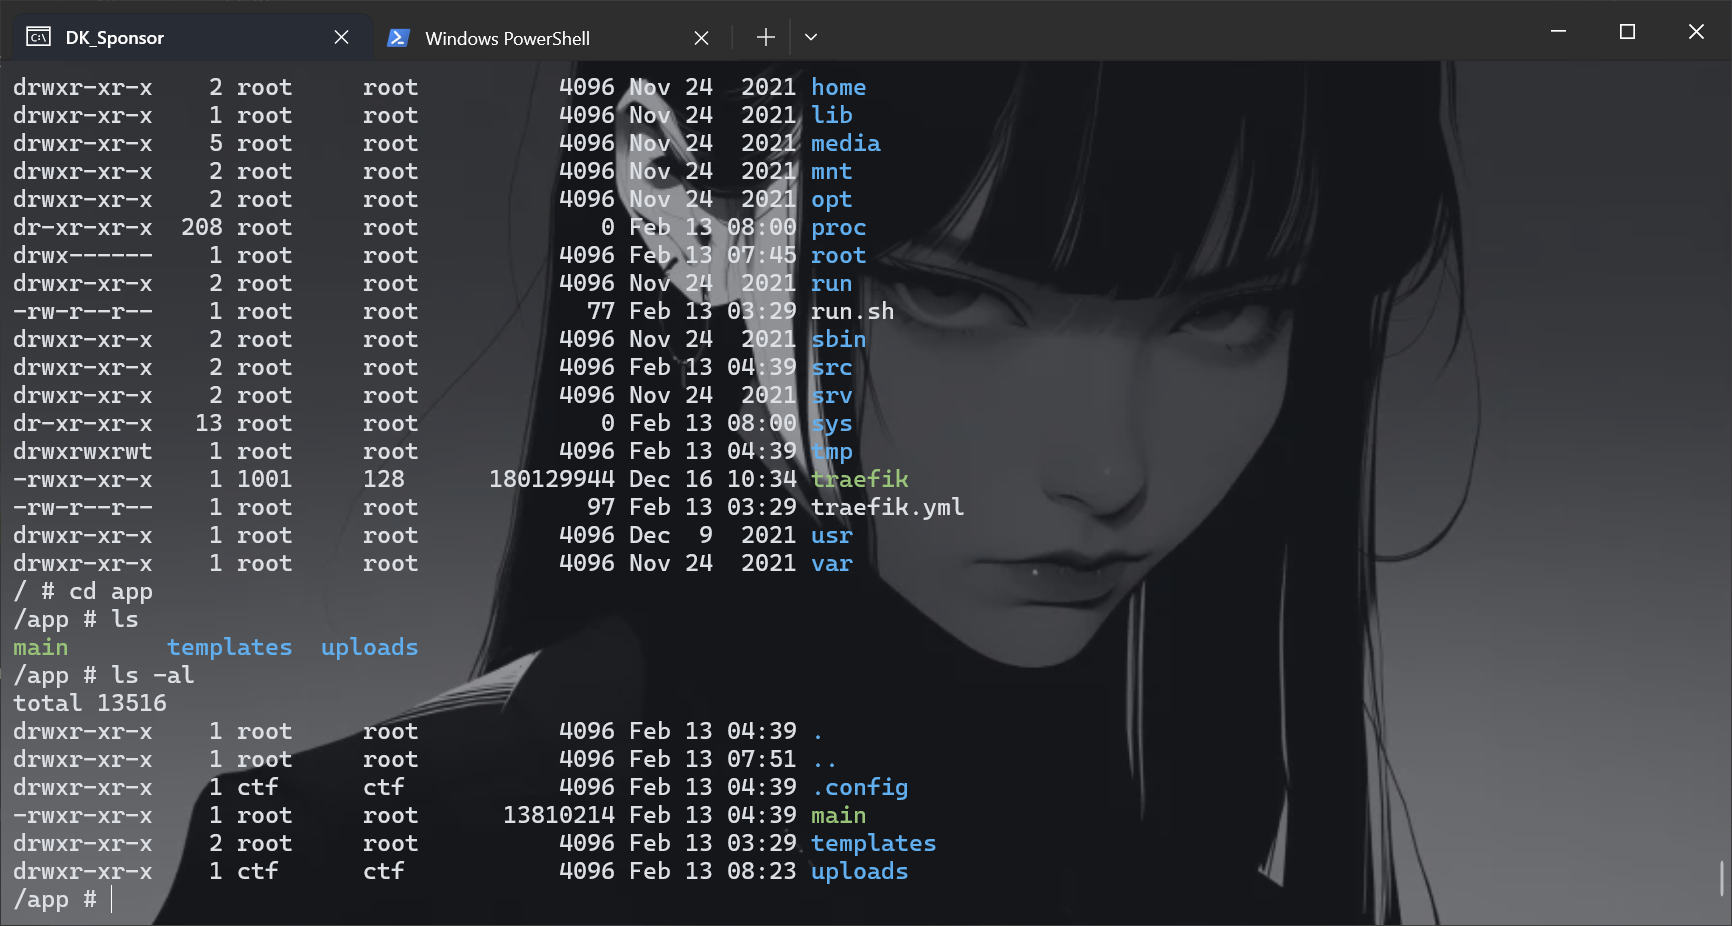 DK_Sponsor Windows PowerShell
drwxr-xr-x 2 root root 4096 Nov 24 2021 home
drwxr-xr-x 1 root root 4096 Nov 24 2021 lib
drwxr-xr-x 5 root root 4096 Nov 24 2021 media
drwxr-xr-x 2 root root 4096 Nov 24 2021 mnt
drwxr-xr-x 2 root root 4096 Nov 24 2021 opt
dr-xr-xr-x 208 root root 0 Feb 13 08:00 proc
drwx------ 1 root root 4096 Feb 13 07:45 root
drwxr-xr-x 2 root root 4096 Nov 24 2021 run
-rw-r--r-- 1 root root 77 Feb 13 03:29 run.sh
drwxr-xr-x 2 root root 4096 Nov 24 2021 sbin
drwxr-xr-x 2 root root 4096 Feb 13 04:39 src
drwxr-xr-x 2 root root 4096 Nov 24 2021 srv
dr-xr-xr-x 13 root root 0 Feb 13 08:00 sys
drwxrwxrwt 1 root root 4096 Feb 13 04:39 tmp
-rwxr-xr-x 1 1001 128 180129944 Dec 16 10:34 traefik
-rw-r--r-- 1 root root 97 Feb 13 03:29 traefik.yml
drwxr-xr-x 1 root root 4096 Dec 9 2021 usr
drwxr-xr-x 1 root root 4096 Nov 24 2021 var
/ # cd app
/app # ls
main templates uploads
/app # ls -al
total 13516
drwxr-xr-x 1 root root 4096 Feb 13 04:39 .
drwxr-xr-x 1 root root 4096 Feb 13 07:51 ..
drwxr-xr-x 1 ctf ctf 4096 Feb 13 04:39 .config
-rwxr-xr-x 1 root root 13810214 Feb 13 04:39 main
drwxr-xr-x 2 root root 4096 Feb 13 03:29 templates
drwxr-xr-x 1 ctf ctf 4096 Feb 13 08:23 uploads
/app #